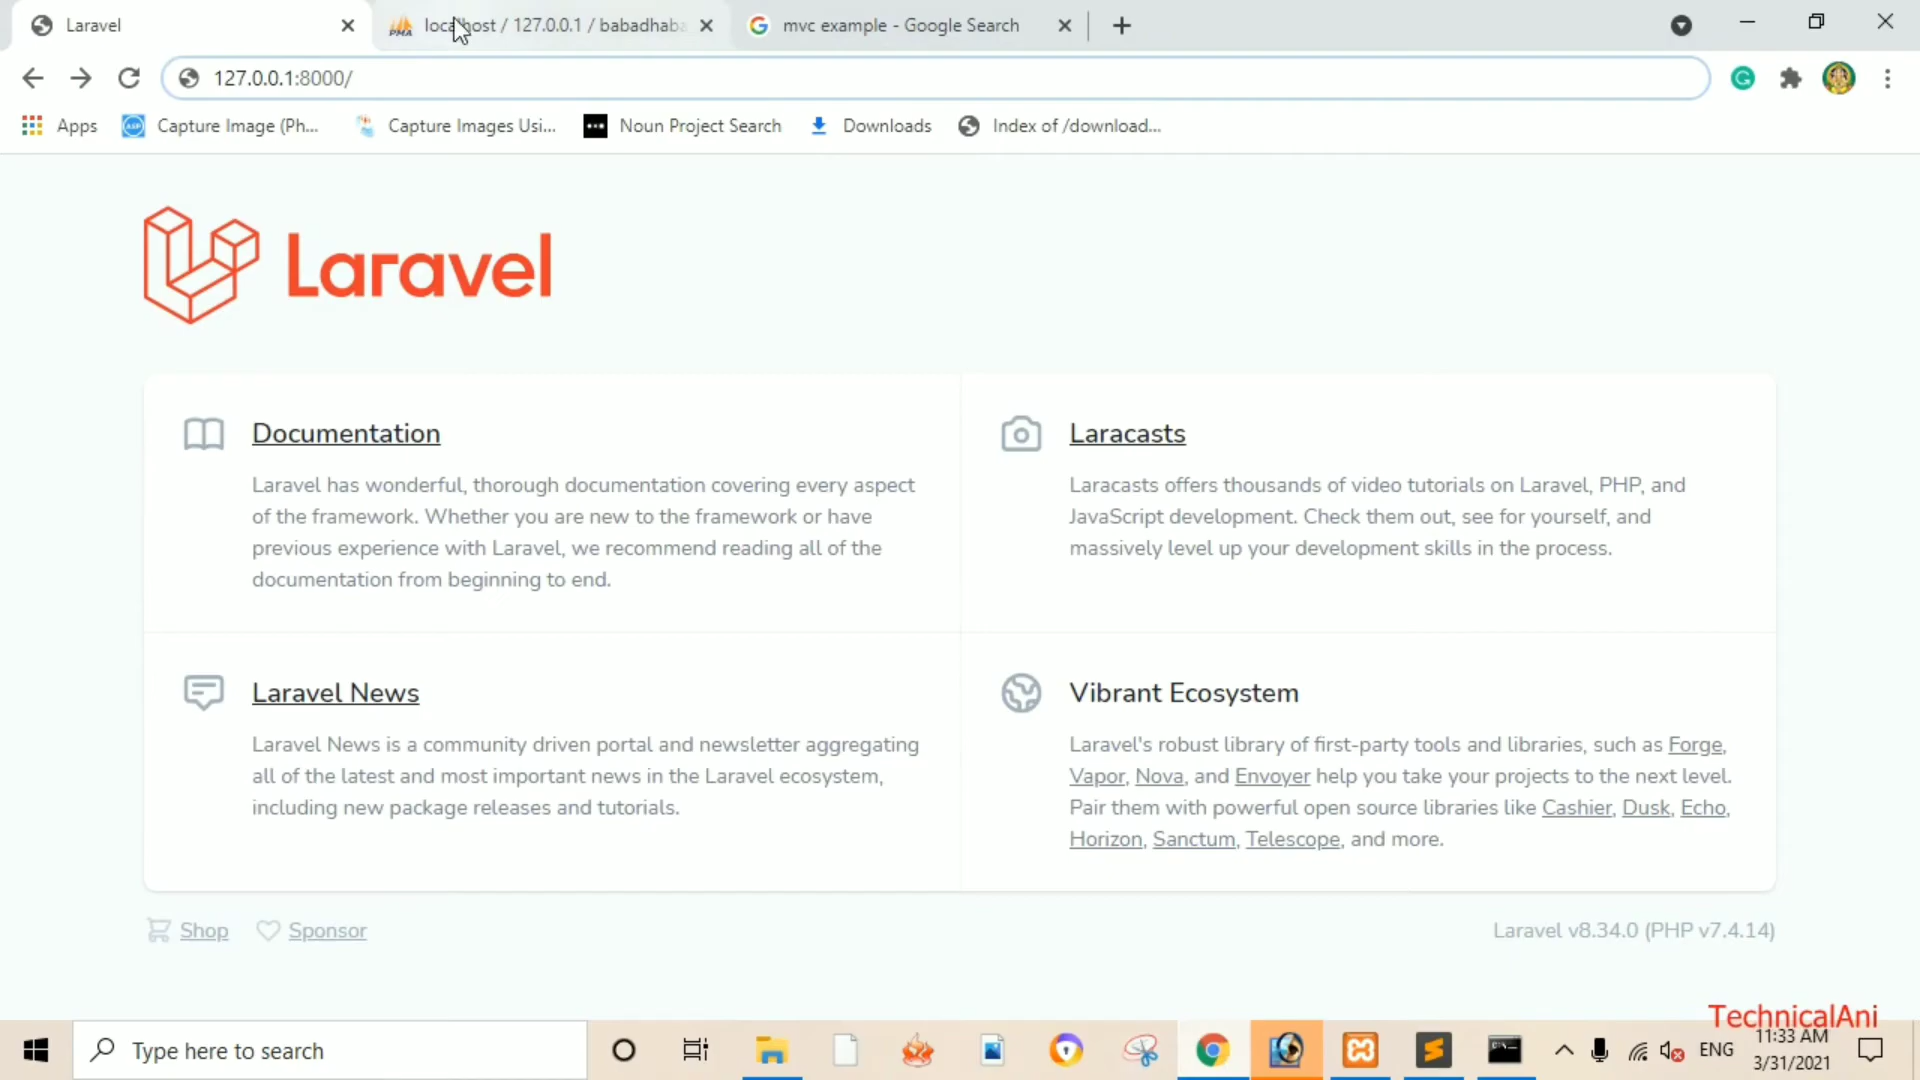 Laravel
localhost / 127.0.0.1 / babadhaba
mvc example - Google Search
127.0.0.1:8000/
Apps
Capture Image (Ph...
Capture Images Usi...
Noun Project Search
Downloads
Index of /download...
Laravel
Documentation
Laravel has wonderful, thorough documentation covering every aspect
of the framework. Whether you are new to the framework or have
previous experience with Laravel, we recommend reading all of the
documentation from beginning to end.
Laracasts
Laracasts offers thousands of video tutorials on Laravel, PHP, and
JavaScript development. Check them out, see for yourself, and
massively level up your development skills in the process.
Laravel News
Laravel News is a community driven portal and newsletter aggregating
all of the latest and most important news in the Laravel ecosystem,
including new package releases and tutorials.
Vibrant Ecosystem
Laravel's robust library of first-party tools and libraries, such as Forge,
Vapor, Nova, and Envoyer help you take your projects to the next level.
Pair them with powerful open source libraries like Cashier, Dusk, Echo,
Horizon, Sanctum, Telescope, and more.
Shop
Sponsor
Laravel v8.34.0 (PHP v7.4.14)
TechnicalAni
Type here to search
ENG
11:33 AM
3/31/2021